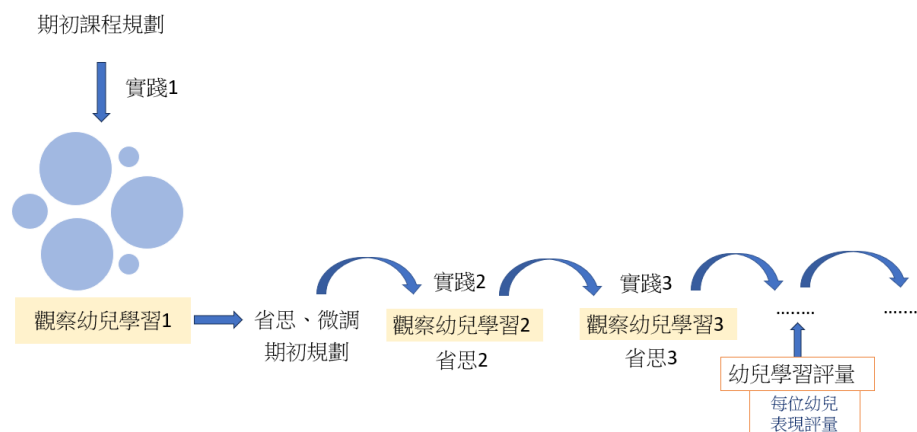 期初課程規劃
實踐1
觀察幼兒學習1
省思、微調
期初規劃
實踐2
觀察幼兒學習2
省思2
實踐3
觀察幼兒學習3
省思3
........
.......
幼兒學習評量
每位幼兒
表現評量